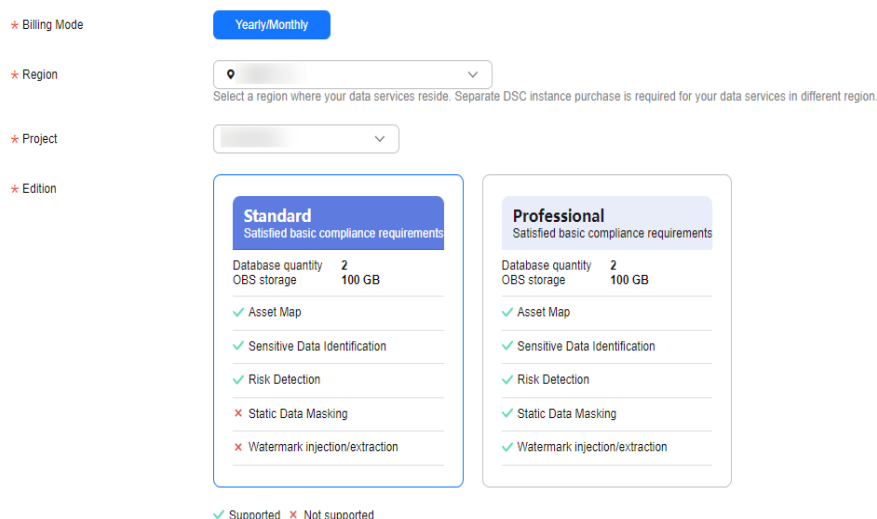 * Billing Mode
Yearly/Monthly
* Region
Select a region where your data services reside. Separate DSC instance purchase is required for your data services in different region.
* Project
* Edition
Standard
Satisfied basic compliance requirements
Database quantity 2
OBS storage 100 GB
Asset Map
Sensitive Data Identification
Risk Detection
Static Data Masking
Watermark injection/extraction
Professional
Satisfied basic compliance requirements
Database quantity 2
OBS storage 100 GB
Asset Map
Sensitive Data Identification
Risk Detection
Static Data Masking
Watermark injection/extraction
Supported Not supported